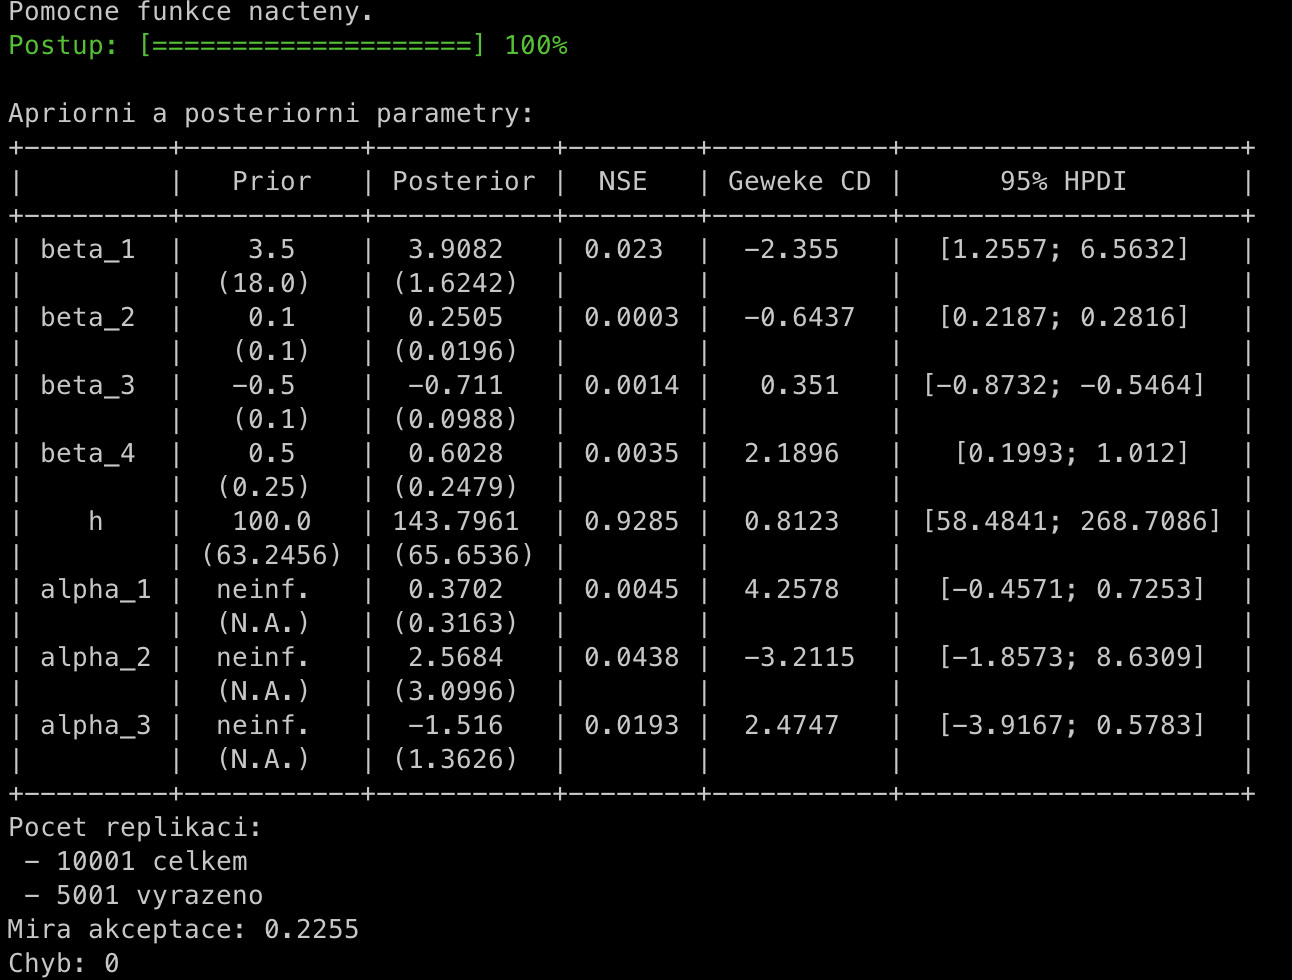 Pomocne funkce nacteny.
Postup: [====================] 100%
Apriorni a posteriorni parametry:
+---------+-----------+-----------+--------+-----------+---------------------+
|         |   Prior   | Posterior |  NSE   | Geweke CD |      95% HPDI       |
+---------+-----------+-----------+--------+-----------+---------------------+
| beta_1  |    3.5    |  3.9082   | 0.023  |  −2.355   |  [1.2557; 6.5632]   |
|         |  (18.0)   | (1.6242)  |        |           |                     |
| beta_2  |    0.1    |  0.2505   | 0.0003 |  −0.6437  |  [0.2187; 0.2816]   |
|         |   (0.1)   | (0.0196)  |        |           |                     |
| beta_3  |   −0.5    |  −0.711   | 0.0014 |   0.351   | [−0.8732; −0.5464]  |
|         |   (0.1)   | (0.0988)  |        |           |                     |
| beta_4  |    0.5    |  0.6028   | 0.0035 |  2.1896   |   [0.1993; 1.012]   |
|         |  (0.25)   | (0.2479)  |        |           |                     |
|    h    |   100.0   | 143.7961  | 0.9285 |  0.8123   | [58.4841; 268.7086] |
|         | (63.2456) | (65.6536) |        |           |                     |
| alpha_1 |  neinf.   |  0.3702   | 0.0045 |  4.2578   |  [−0.4571; 0.7253]  |
|         |  (N.A.)   | (0.3163)  |        |           |                     |
| alpha_2 |  neinf.   |  2.5684   | 0.0438 |  −3.2115  |  [−1.8573; 8.6309]  |
|         |  (N.A.)   | (3.0996)  |        |           |                     |
| alpha_3 |  neinf.   |  −1.516   | 0.0193 |  2.4747   |  [−3.9167; 0.5783]  |
|         |  (N.A.)   | (1.3626)  |        |           |                     |
+---------+-----------+-----------+--------+-----------+---------------------+
Pocet replikaci:
 − 10001 celkem
 − 5001 vyrazeno
Mira akceptace: 0.2255
Chyb: 0